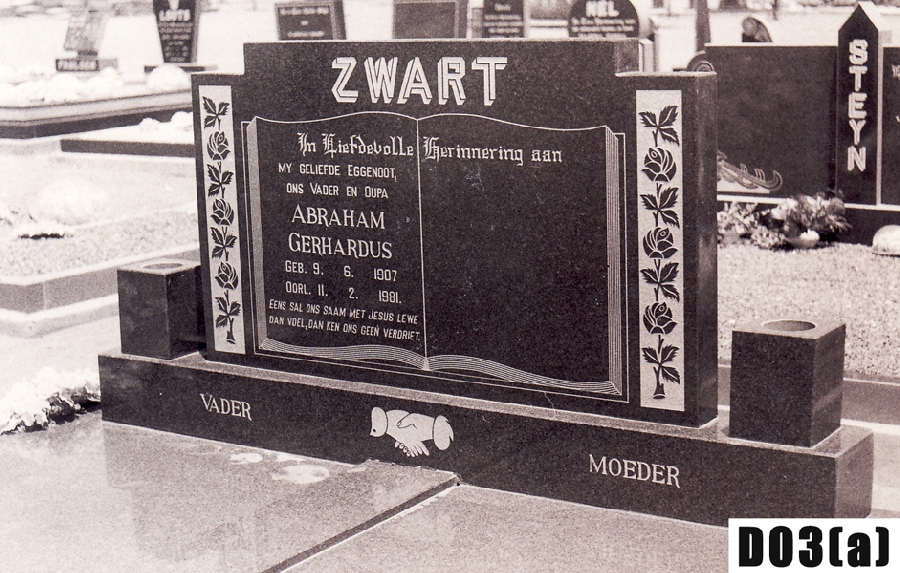 ZWART
In Liefdevolle Herinnering aan
MY GELIEFDE EGGENOOT,
ONS VADER EN OUPA
ABRAHAM
GERHARDUS
GEB. 9. 6. 1907
OORL. 11. 2. 1981.
EENS SAL ONS SAAM MET JESUS LEWE
DAN VOEL, DAN KEN ONS GEEN VERDRIET
VADER
MOEDER
STEYN
NEL
D03(a)